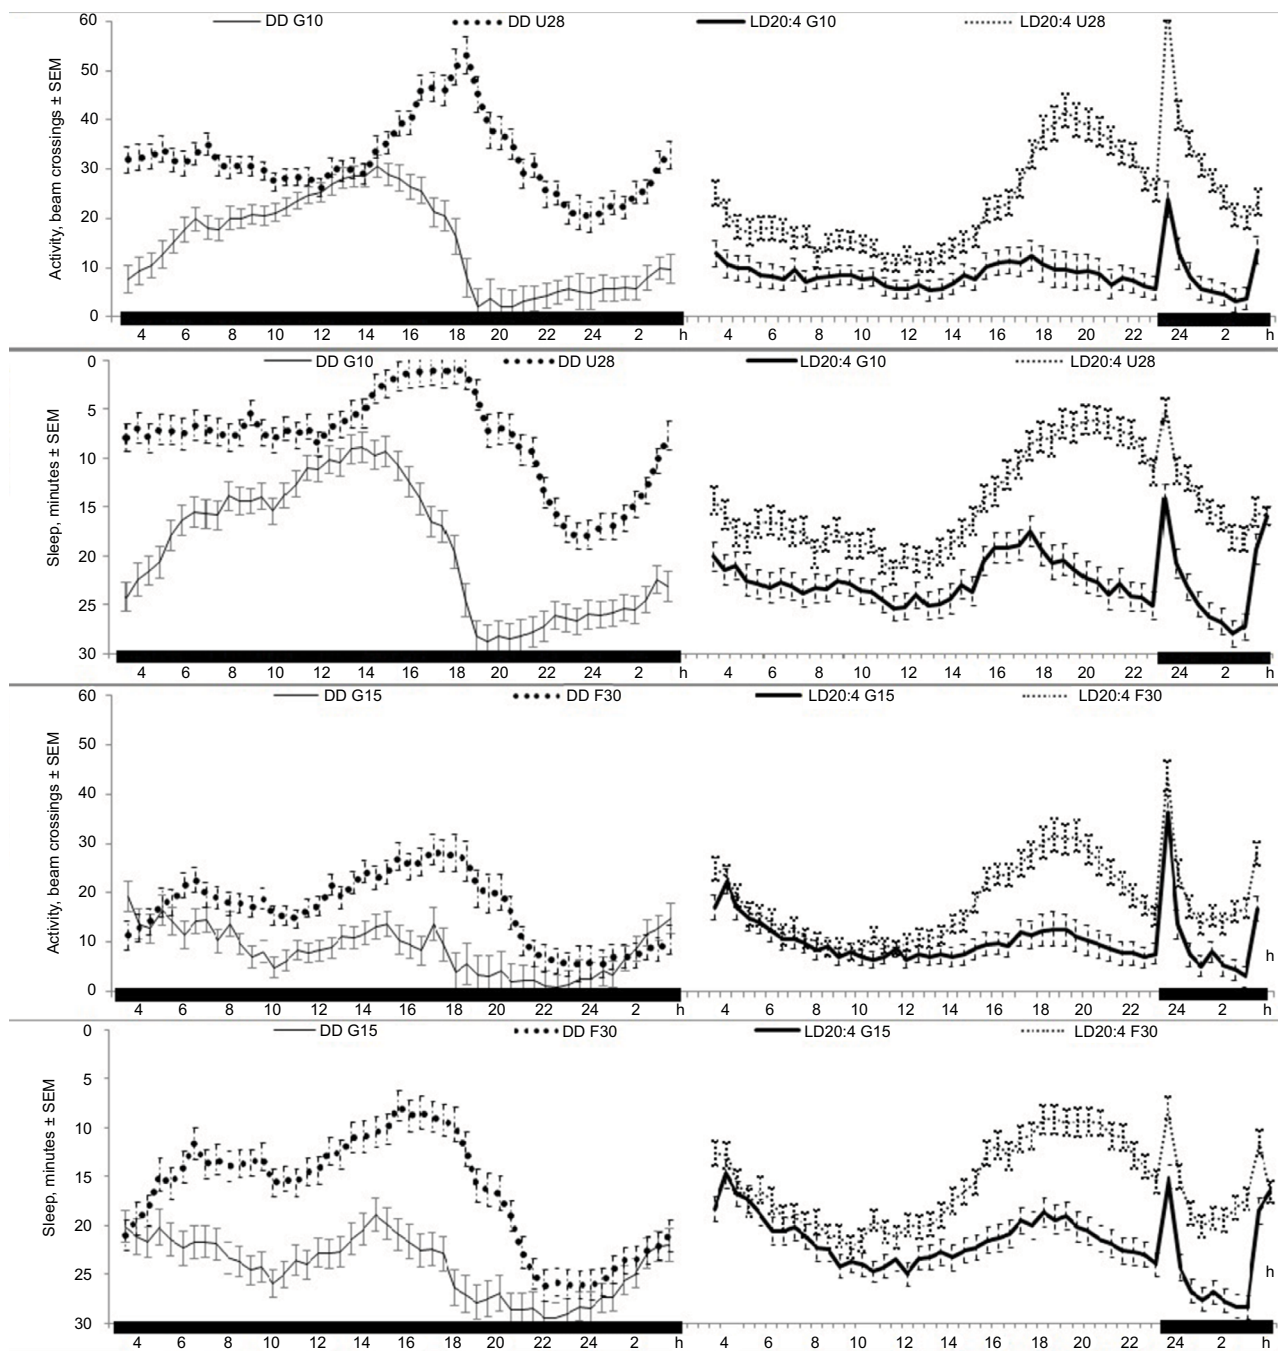 DD G10 DD U28 LD20:4 G10 LD20:4 U28
Activity, beam crossings ± SEM
60
50
40
30
20
10
0
4 6 8 10 12 14 16 18 20 22 24 2 h 4 6 8 10 12 14 16 18 20 22 24 2 h
DD G10 DD U28 LD20:4 G10 LD20:4 U28
Sleep, minutes ± SEM
0
5
10
15
20
25
30
4 6 8 10 12 14 16 18 20 22 24 2 h 4 6 8 10 12 14 16 18 20 22 24 2 h
DD G15 DD F30 LD20:4 G15 LD20:4 F30
Activity, beam crossings ± SEM
60
50
40
30
20
10
0
h
4 6 8 10 12 14 16 18 20 22 24 2 h 4 6 8 10 12 14 16 18 20 22 24 2 h
DD G15 DD F30 LD20:4 G15 LD20:4 F30
Sleep, minutes ± SEM
0
5
10
15
20
25
30
h
4 6 8 10 12 14 16 18 20 22 24 2 h 4 6 8 10 12 14 16 18 20 22 24 2 h